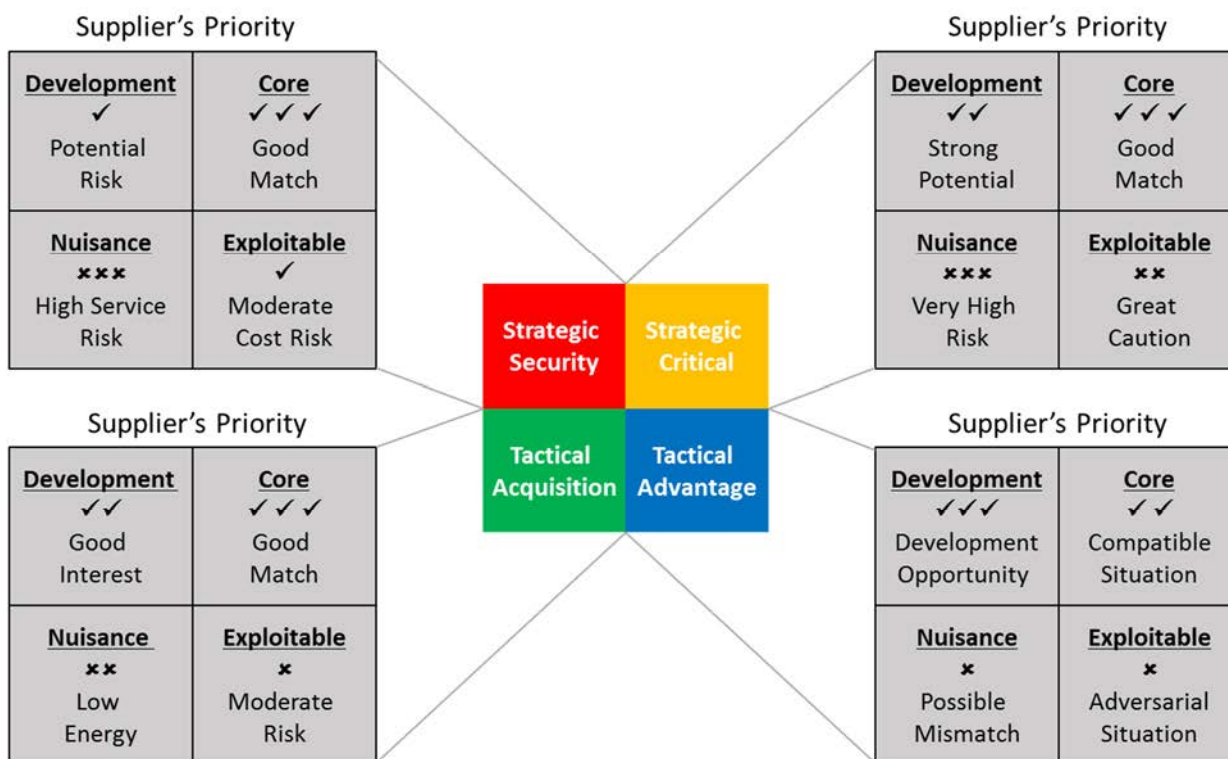 Supplier's Priority
Development
✓
Potential
Risk
Core
✓ ✓ ✓
Good
Match
Nuisance
×××
High Service
Risk
Exploitable
✓
Moderate
Cost Risk
Supplier's Priority
Development
✓✓
Strong
Potential
Core
✓ ✓ ✓
Good
Match
Nuisance
×××
Very High
Risk
Exploitable
××
Great
Caution
Strategic
Security
Strategic
Critical
Tactical
Acquisition
Tactical
Advantage
Supplier's Priority
Development
✓✓
Good
Interest
Core
✓ ✓ ✓
Good
Match
Nuisance
××
Low
Energy
Exploitable
×
Moderate
Risk
Supplier's Priority
Development
✓✓✓
Development
Opportunity
Core
✓ ✓
Compatible
Situation
Nuisance
×
Possible
Mismatch
Exploitable
×
Adversarial
Situation